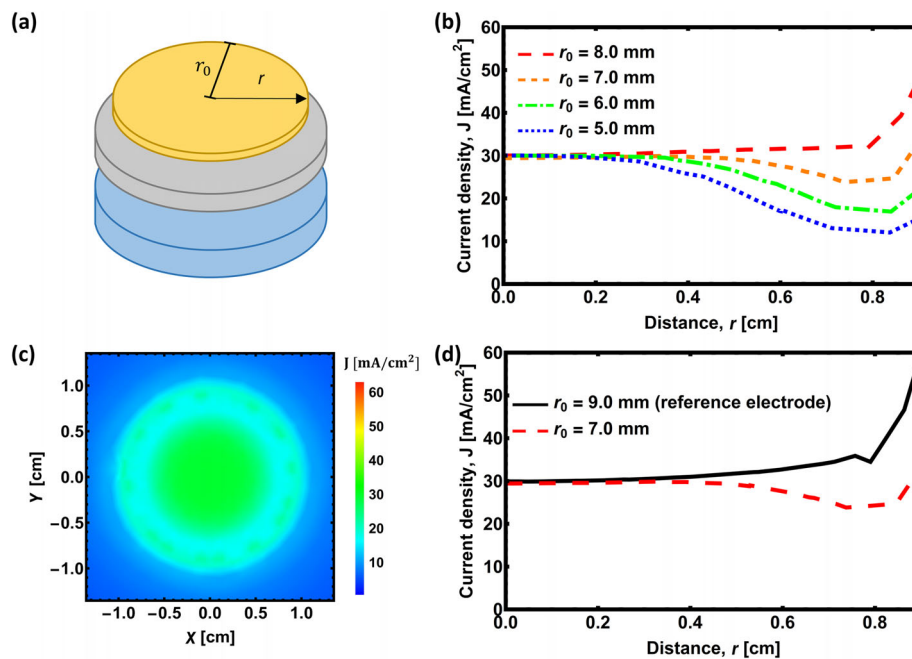 (a)
r₀
r
(b)
Current density, J [mA/cm²]
60
50
40
30
20
10
0
r₀ = 8.0 mm
r₀ = 7.0 mm
r₀ = 6.0 mm
r₀ = 5.0 mm
0.0 0.2 0.4 0.6 0.8
Distance, r [cm]
(c)
J [mA/cm²]
Y [cm]
1.0
0.5
0.0
−0.5
−1.0
−1.0 −0.5 0.0 0.5 1.0
X [cm]
60
50
40
30
20
10
(d)
Current density, J [mA/cm²]
60
50
40
30
20
10
0
r₀ = 9.0 mm (reference electrode)
r₀ = 7.0 mm
0.0 0.2 0.4 0.6 0.8
Distance, r [cm]